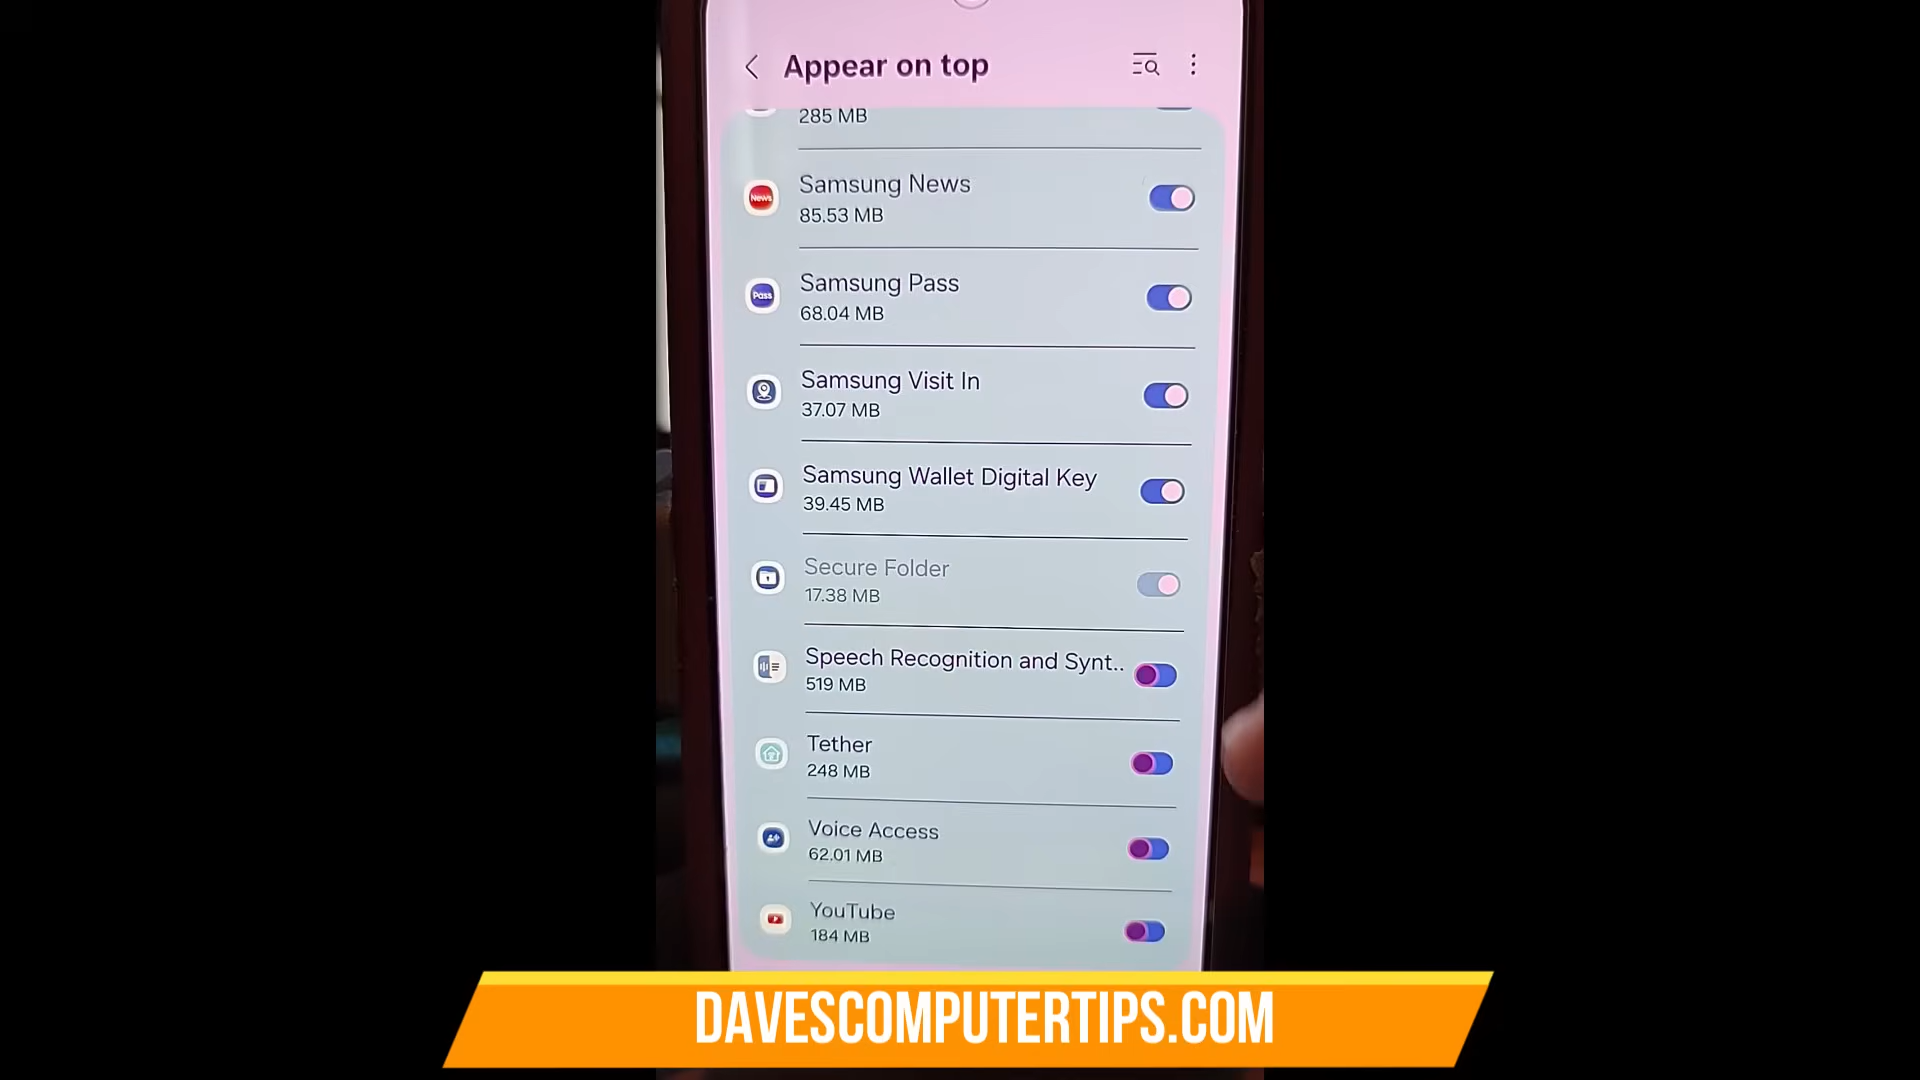 Appear on top
285 MB
News
Samsung News
85.53 MB
Pass
Samsung Pass
68.04 MB
Samsung Visit In
37.07 MB
Samsung Wallet Digital Key
39.45 MB
Secure Folder
17.38 MB
Speech Recognition and Synt..
519 MB
Tether
248 MB
Voice Access
62.01 MB
YouTube
184 MB
DAVESCOMPUTERTIPS.COM